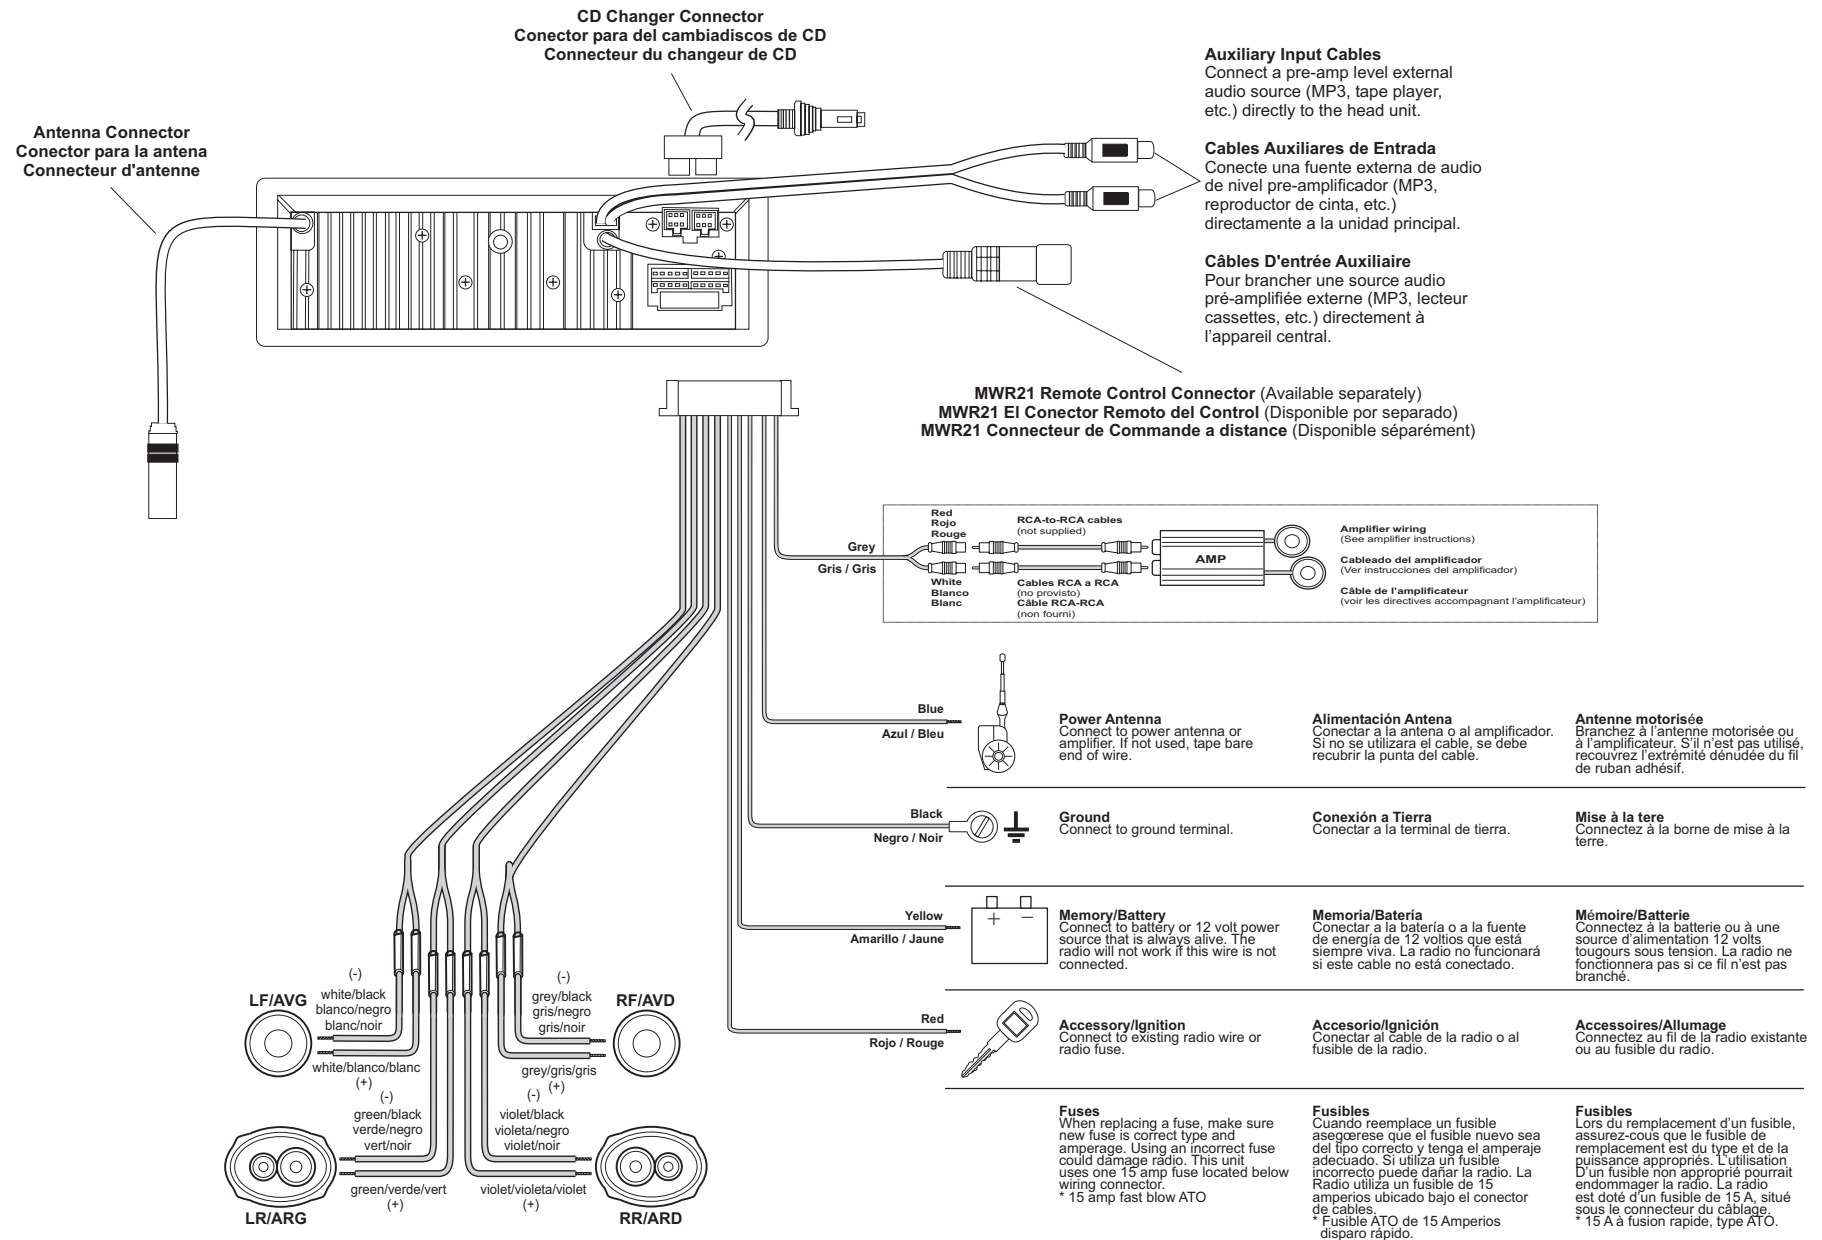 CD Changer Connector
Conector para del cambiadiscos de CD
Connecteur du changeur de CD
Antenna Connector
Conector para la antena
Connecteur d'antenne
Auxiliary Input Cables
Connect a pre-amp level external
audio source (MP3, tape player,
etc.) directly to the head unit.
Cables Auxiliares de Entrada
Conecte una fuente externa de audio
de nivel pre-amplificador (MP3,
reproductor de cinta, etc.)
directamente a la unidad principal.
Câbles D'entrée Auxiliaire
Pour brancher une source audio
pré-amplifiée externe (MP3, lecteur
cassettes, etc.) directement à
l'appareil central.
MWR21 Remote Control Connector (Available separately)
MWR21 El Conector Remoto del Control (Disponible por separado)
MWR21 Connecteur de Commande a distance (Disponible séparément)
Grey
Gris / Gris
Red
Rojo
Rouge
White
Blanco
Blanc
RCA-to-RCA cables
(not supplied)
Cables RCA a RCA
(no provisto)
Câble RCA-RCA
(non fourni)
AMP
Amplifier wiring
(See amplifier instructions)
Cableado del amplificador
(Ver instrucciones del amplificador)
Câble de l'amplificateur
(voir les directives accompagnant l'amplificateur)
Blue
Azul / Bleu
Power Antenna
Connect to power antenna or
amplifier. If not used, tape bare
end of wire.
Alimentación Antena
Conectar a la antena o al amplificador.
Si no se utilizara el cable, se debe
recubrir la punta del cable.
Antenne motorisée
Branchez à l'antenne motorisée ou
à l'amplificateur. S'il n'est pas utilisé,
recouvrez l'extrémité dénudée du fil
de ruban adhésif.
Black
Negro / Noir
Ground
Connect to ground terminal.
Conexión a Tierra
Conectar a la terminal de tierra.
Mise à la tere
Connectez à la borne de mise à la
terre.
Yellow
Amarillo / Jaune
+ −
Memory/Battery
Connect to battery or 12 volt power
source that is always alive. The
radio will not work if this wire is not
connected.
Memoria/Batería
Conectar a la batería o a la fuente
de energía de 12 voltios que está
siempre viva. La radio no funcionará
si este cable no está conectado.
Mémoire/Batterie
Connectez à la batterie ou à une
source d'alimentation 12 volts
tougours sous tension. La radio ne
fonctionnera pas si ce fil n'est pas
branché.
Red
Rojo / Rouge
Accessory/Ignition
Connect to existing radio wire or
radio fuse.
Accesorio/Ignición
Conectar al cable de la radio o al
fusible de la radio.
Accessoires/Allumage
Connectez au fil de la radio existante
ou au fusible du radio.
Fuses
When replacing a fuse, make sure
new fuse is correct type and
amperage. Using an incorrect fuse
could damage radio. This unit
uses one 15 amp fuse located below
wiring connector.
* 15 amp fast blow ATO
Fusibles
Cuando reemplace un fusible
asegœrese que el fusible nuevo sea
del tipo correcto y tenga el amperaje
adecuado. Si utiliza un fusible
incorrecto puede dañar la radio. La
Radio utiliza un fusible de 15
amperios ubicado bajo el conector
de cables.
* Fusible ATO de 15 Amperios
disparo rápido.
Fusibles
Lors du remplacement d'un fusible,
assurez-cous que le fusible de
remplacement est du type et de la
puissance appropriés. L'utilisation
D'un fusible non approprié pourrait
endommager la radio. La radio
est doté d'un fusible de 15 A, situé
sous le connecteur du câblage.
* 15 A à fusion rapide, type ATO.
LF/AVG
(-)
white/black
blanco/negro
blanc/noir
white/blanco/blanc
(+)
RF/AVD
(-)
grey/black
gris/negro
gris/noir
grey/gris/gris
(+)
(-)
green/black
verde/negro
vert/noir
green/verde/vert
(+)
LR/ARG
(-)
violet/black
violeta/negro
violet/noir
violet/violeta/violet
(+)
RR/ARD